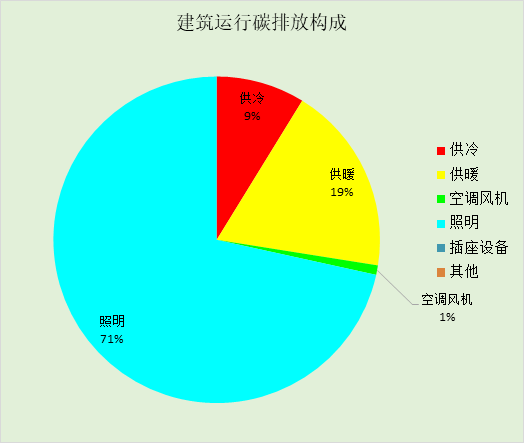 建筑运行碳排放构成
供冷
9%
供暖
19%
空调风机
1%
照明
71%
供冷
供暖
空调风机
照明
插座设备
其他